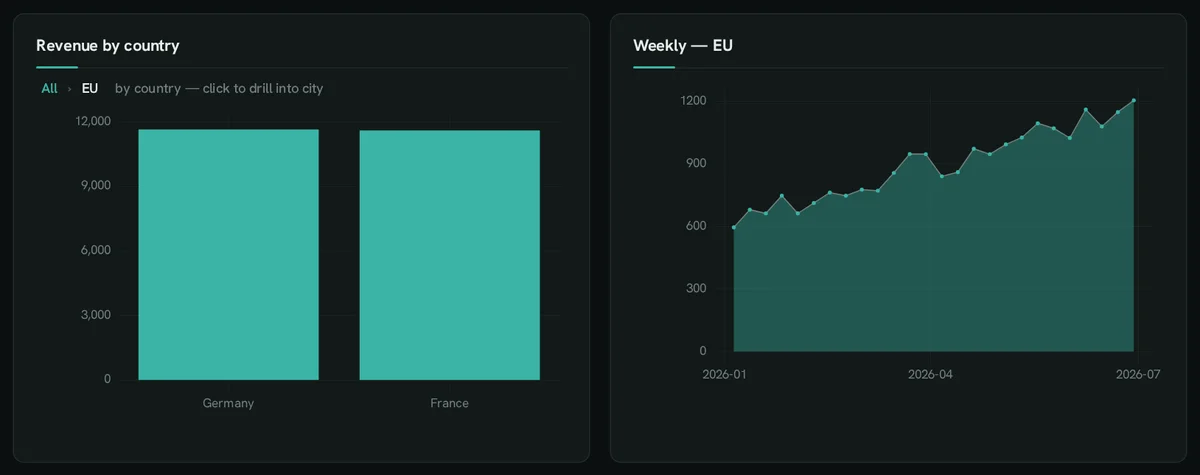 Revenue by country
All › EU by country — click to drill into city
12,000
9,000
6,000
3,000
0
Germany France
Weekly — EU
1200
900
600
300
0
2026-01 2026-04 2026-07